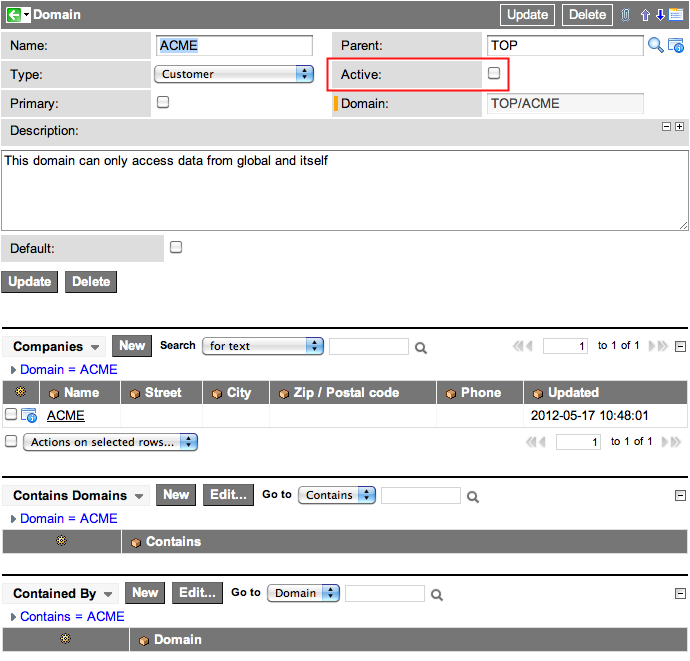 Domain Update Delete
Name: ACME Parent: TOP
Type: Customer Active:
Primary: Domain: TOP/ACME
Description:
This domain can only access data from global and itself
Default:
Update Delete
Companies New Search for text 1 to 1 of 1
Domain = ACME
Name Street City Zip / Postal code Phone Updated
ACME 2012-05-17 10:48:01
Actions on selected rows... 1 to 1 of 1
Contains Domains New Edit... Go to Contains
Domain = ACME
Contains
Contained By New Edit... Go to Domain
Contains = ACME
Domain